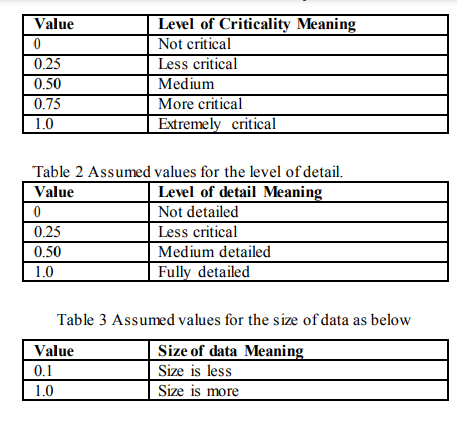 Value Level of Criticality Meaning
0 Not critical
0.25 Less critical
0.50 Medium
0.75 More critical
1.0 Extremely critical
Table 2 Assumed values for the level of detail.
Value Level of detail Meaning
0 Not detailed
0.25 Less critical
0.50 Medium detailed
1.0 Fully detailed
Table 3 Assumed values for the size of data as below
Value Size of data Meaning
0.1 Size is less
1.0 Size is more